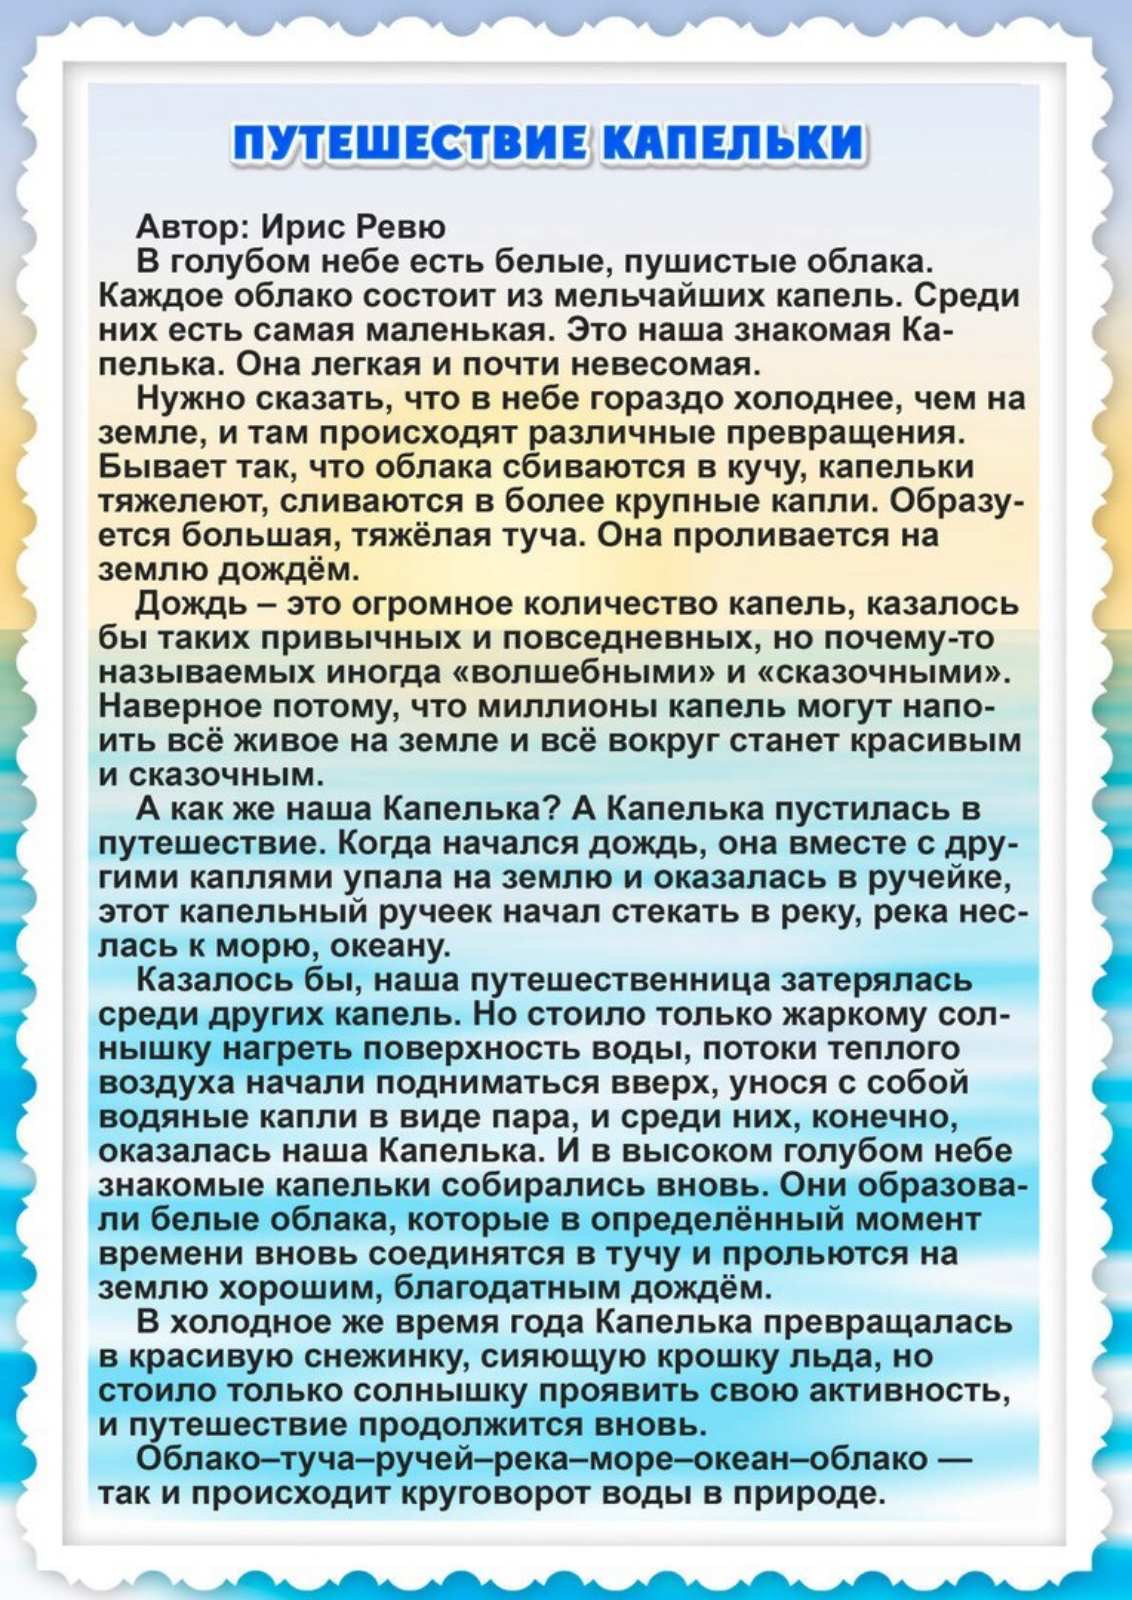 ПУТЕШЕСТВИЕ КАПЕЛЬКИ
Автор: Ирис Ревю
В голубом небе есть белые, пушистые облака.
Каждое облако состоит из мельчайших капель. Среди
них есть самая маленькая. Это наша знакомая Ка-
пелька. Она легкая и почти невесомая.
Нужно сказать, что в небе гораздо холоднее, чем на
земле, и там происходят различные превращения.
Бывает так, что облака сбиваются в кучу, капельки
тяжелеют, сливаются в более крупные капли. Образу-
ется большая, тяжёлая туча. Она проливается на
землю дождём.
Дождь – это огромное количество капель, казалось
бы таких привычных и повседневных, но почему-то
называемых иногда «волшебными» и «сказочными».
Наверное потому, что миллионы капель могут напо-
ить всё живое на земле и всё вокруг станет красивым
и сказочным.
А как же наша Капелька? А Капелька пустилась в
путешествие. Когда начался дождь, она вместе с дру-
гими каплями упала на землю и оказалась в ручейке,
этот капельный ручеек начал стекать в реку, река нес-
лась к морю, океану.
Казалось бы, наша путешественница затерялась
среди других капель. Но стоило только жаркому сол-
нышку нагреть поверхность воды, потоки теплого
воздуха начали подниматься вверх, унося с собой
водяные капли в виде пара, и среди них, конечно,
оказалась наша Капелька. И в высоком голубом небе
знакомые капельки собирались вновь. Они образова-
ли белые облака, которые в определённый момент
времени вновь соединятся в тучу и прольются на
землю хорошим, благодатным дождём.
В холодное же время года Капелька превращалась
в красивую снежинку, сияющую крошку льда, но
стоило только солнышку проявить свою активность,
и путешествие продолжится вновь.
Облако–туча–ручей–река–море–океан–облако —
так и происходит круговорот воды в природе.